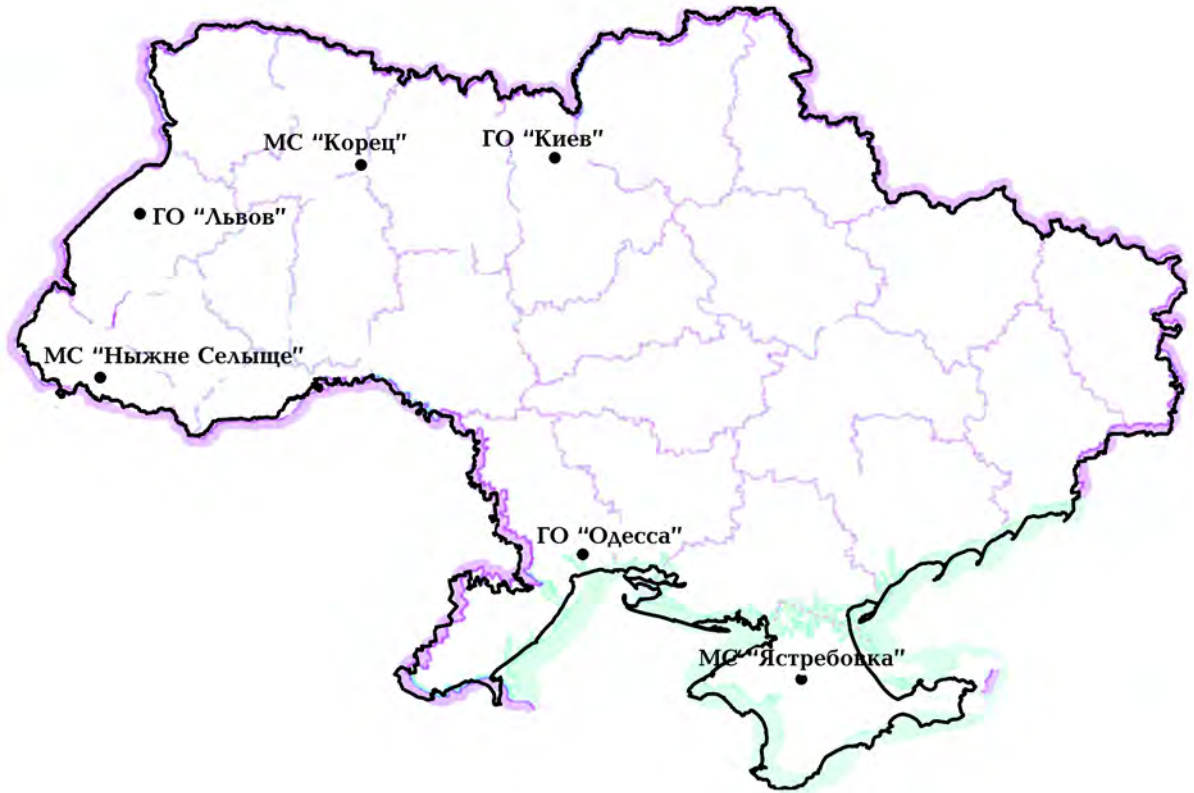 МС “Корец”
ГО “Киев”
ГО “Львов”
МС “Ныжне Селыще”
ГО “Одесса”
МС “Ястребовка”